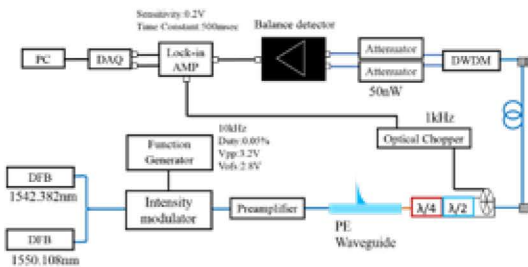 Sensitivity:0.2V
Time Constant:500msec
Balance detector
PC
DAQ
Lock-in
AMP
Attenuator
Attenuator
DWDM
50nW
1kHz
Optical Chopper
Function
Generator
10kHz
Duty:0.05%
Vpp:3.2V
Vofs:2.8V
DFB
1542.382nm
DFB
1550.108nm
Intensity
modulator
Preamplifier
PE
Waveguide
λ/4
λ/2